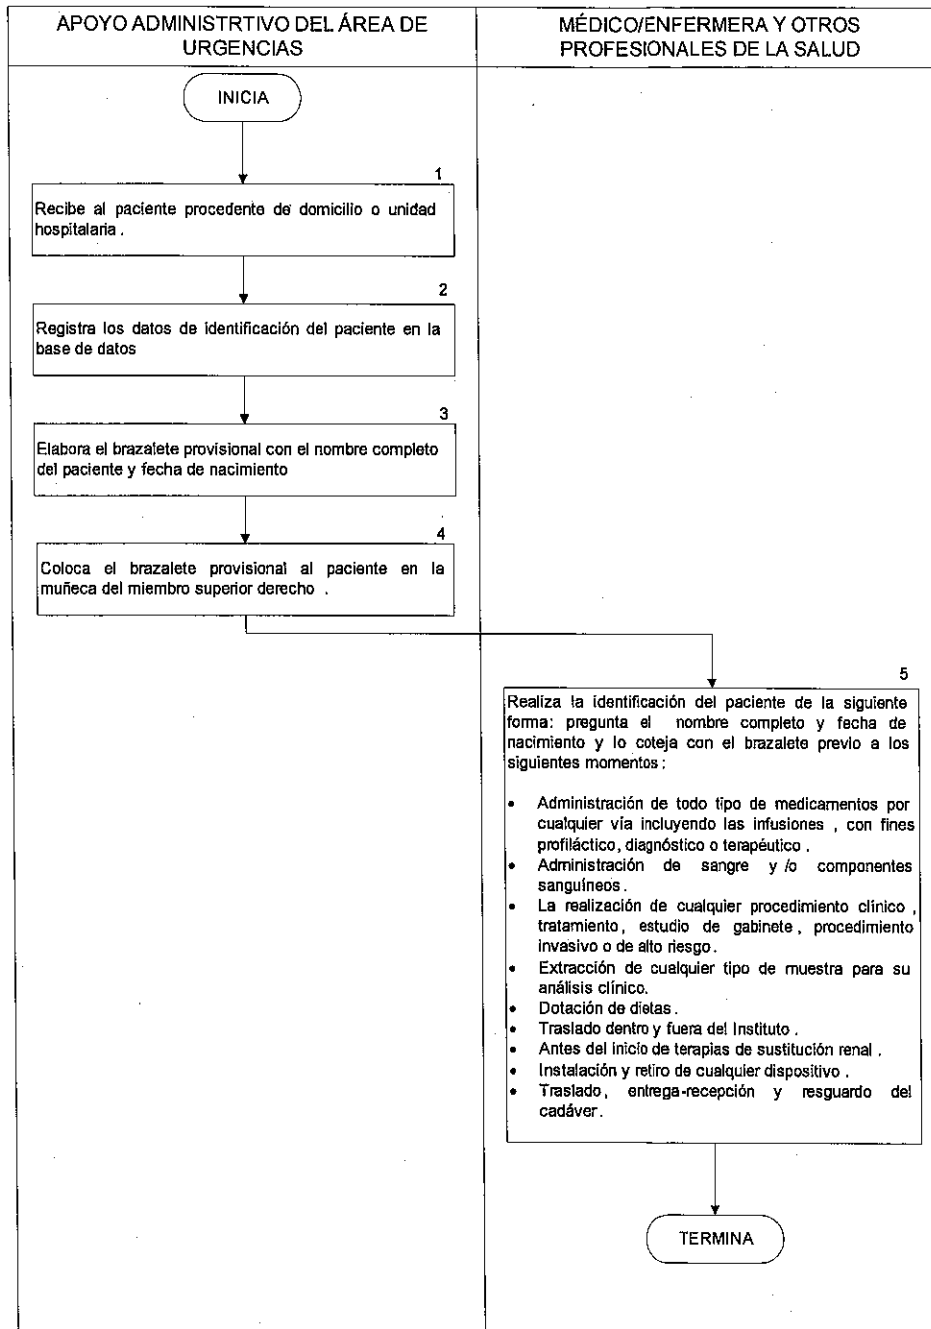 APOYO ADMINISTRTIVO DEL ÁREA DE
URGENCIAS
MÉDICO/ENFERMERA Y OTROS
PROFESIONALES DE LA SALUD
INICIA
1
Recibe al paciente procedente de domicilio o unidad
hospitalaria .
2
Registra los datos de identificación del paciente en la
base de datos
3
Elabora el brazalete provisional con el nombre completo
del paciente y fecha de nacimiento
4
Coloca el brazalete provisional al paciente en la
muñeca del miembro superior derecho .
5
Realiza la identificación del paciente de la siguiente
forma: pregunta el nombre completo y fecha de
nacimiento y lo coteja con el brazalete previo a los
siguientes momentos :
• Administración de todo tipo de medicamentos por
cualquier vía incluyendo las infusiones , con fines
profiláctico, diagnóstico o terapéutico .
• Administración de sangre y /o componentes
sanguíneos.
• La realización de cualquier procedimiento clínico ,
tratamiento, estudio de gabinete, procedimiento
invasivo o de alto riesgo.
• Extracción de cualquier tipo de muestra para su
análisis clínico.
• Dotación de dietas.
• Traslado dentro y fuera del Instituto .
• Antes del inicio de terapias de sustitución renal .
• Instalación y retiro de cualquier dispositivo .
• Traslado, entrega-recepción y resguardo del
cadáver.
TERMINA